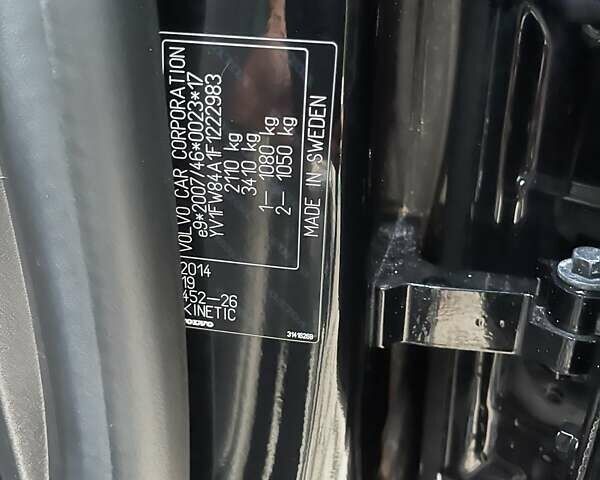 VOLVO CAR CORPORATION
e9*2007/46*0023*17
YV1FW84A1F1222983
2110 kg
3410 kg
1— 1080 kg
2— 1050 kg
MADE IN SWEDEN
2014
19
452—26
KINETIC
VOLVO
31415269